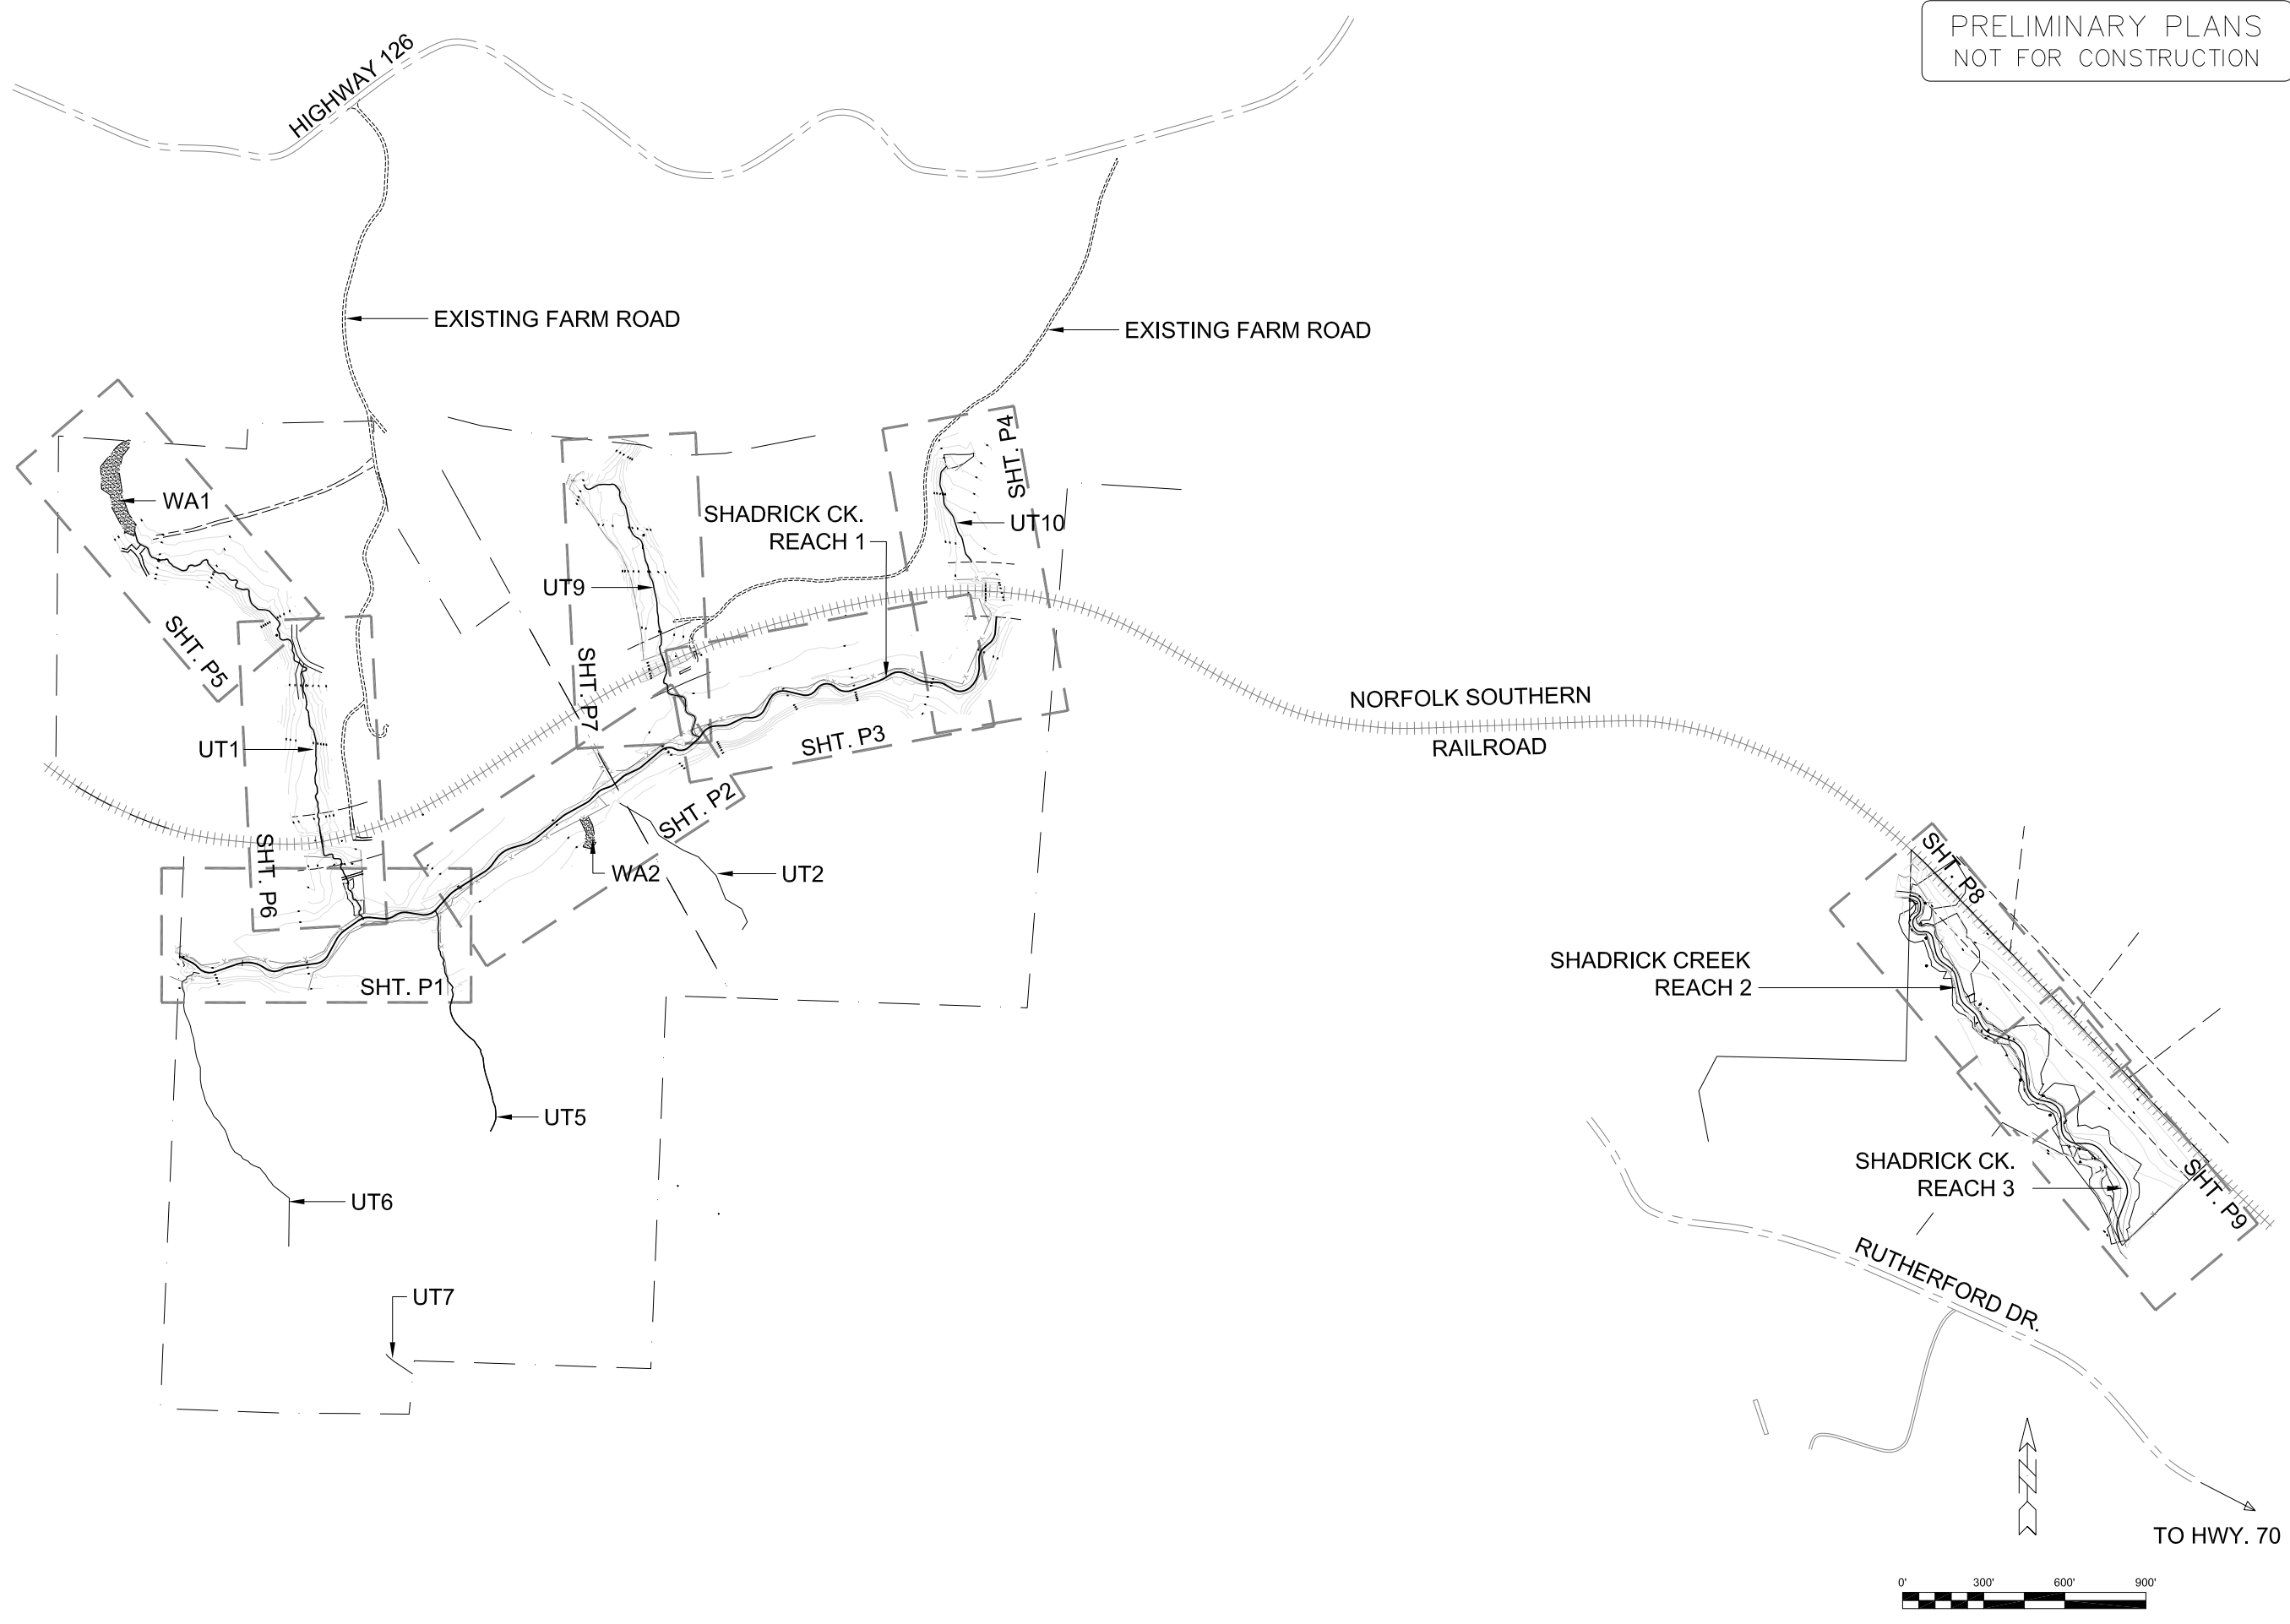 PRELIMINARY PLANS
NOT FOR CONSTRUCTION
HIGHWAY 126
EXISTING FARM ROAD
EXISTING FARM ROAD
SHT. P4
WA1
SHADRICK CK.
REACH 1
UT10
UT9
SHT. P5
SHT. P7
NORFOLK SOUTHERN
RAILROAD
UT1
SHT. P3
SHT. P2
SHT. P6
WA2
UT2
SHT. P8
SHADRICK CREEK
REACH 2
SHT. P1
UT5
SHADRICK CK.
REACH 3
SHT. P9
UT6
RUTHERFORD DR.
UT7
N
TO HWY. 70
0' 300' 600' 900'